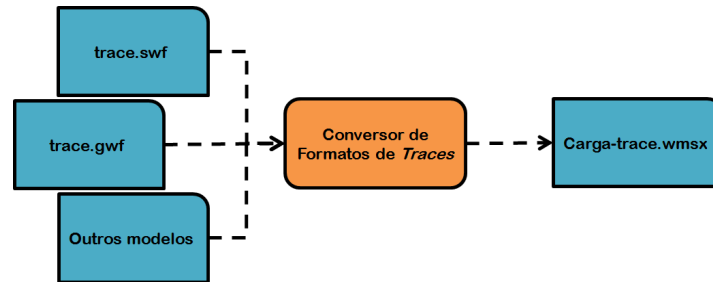 trace.swf
trace.gwf
Outros modelos
Conversor de
Formatos de Traces
Carga-trace.wmsx